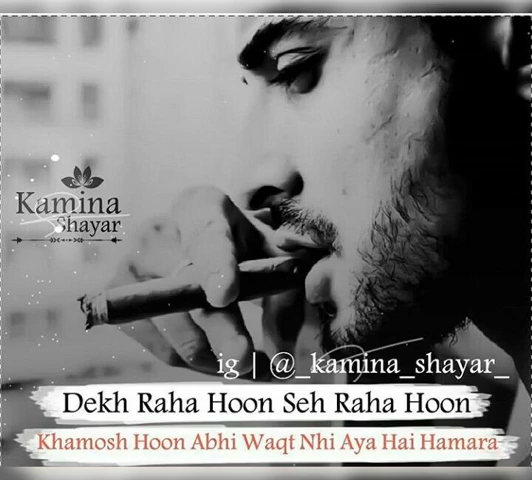 Kamina
Shayar
ig | @_kamina_shayar_
Dekh Raha Hoon Seh Raha Hoon
Khamosh Hoon Abhi Waqt Nhi Aya Hai Hamara